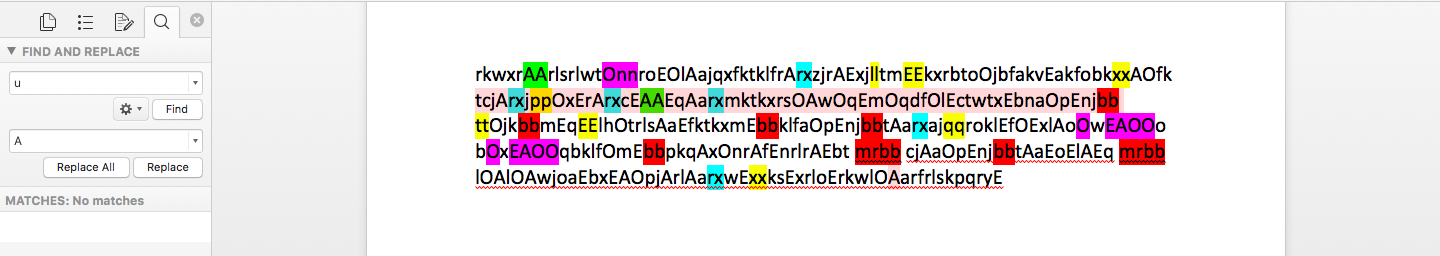 FIND AND REPLACE
u
Find
A
Replace All
Replace
MATCHES: No matches
rkwxrAArlsrlwtOnnroEOlAajqxfktklfrArxzjrAExjlltmEEkxrbtoOjbfakvEakfobkxxAOfk
tcjArxjppOxErArxcEAAEqAarxmktkxrsOAwOqEmOqdfOlEctwtxEbnaOpEnjbb
ttOjkbbmEqEElhOtrlsAaEfktkxmEbbklfaOpEnjbbtAarxajqqroklEfOExlAoOwEAOOo
bOxEAOOqbklfOmEbbpkqAxOnrAfEnrlrAEbt mrbb cjAaOpEnjbbtAaEoElAEq mrbb
lOAlOAwjoaEbxEAOpjArlAarxwExxksExrloErkwlOAarfrlskpqryE